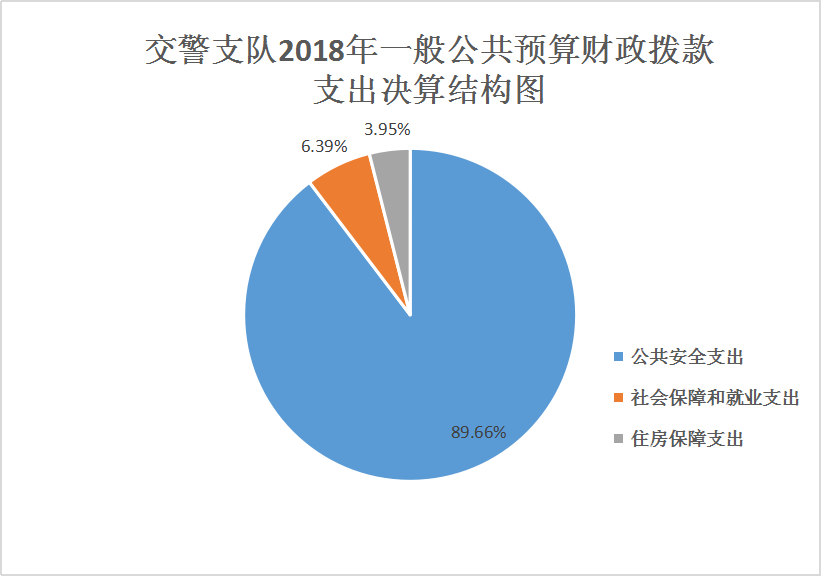 交警支队2018年一般公共预算财政拨款
支出决算结构图
3.95%
6.39%
89.66%
公共安全支出
社会保障和就业支出
住房保障支出